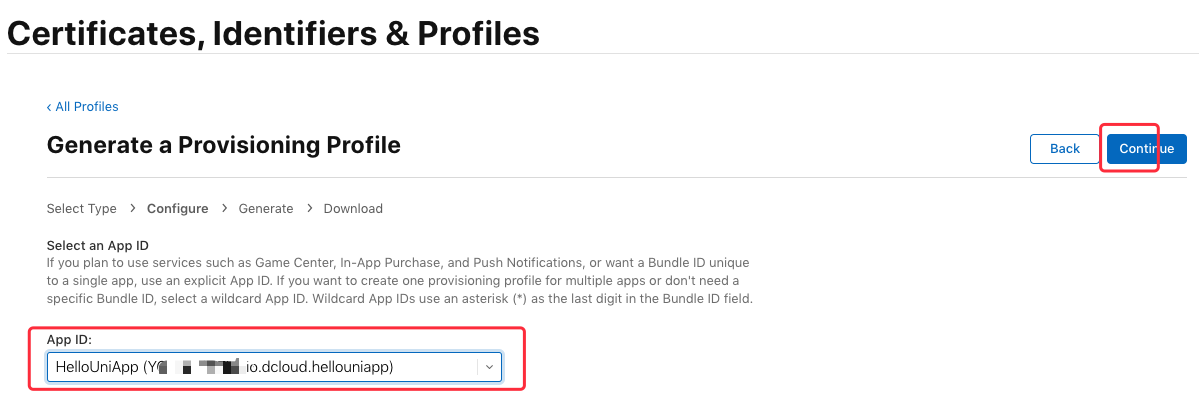 Certificates, Identifiers & Profiles
‹ All Profiles
Generate a Provisioning Profile
Back
Continue
Select Type > Configure > Generate > Download
Select an App ID
If you plan to use services such as Game Center, In-App Purchase, and Push Notifications, or want a Bundle ID unique
to a single app, use an explicit App ID. If you want to create one provisioning profile for multiple apps or don't need a
specific Bundle ID, select a wildcard App ID. Wildcard App IDs use an asterisk (*) as the last digit in the Bundle ID field.
App ID:
HelloUniApp (Y io.dcloud.hellouniapp)